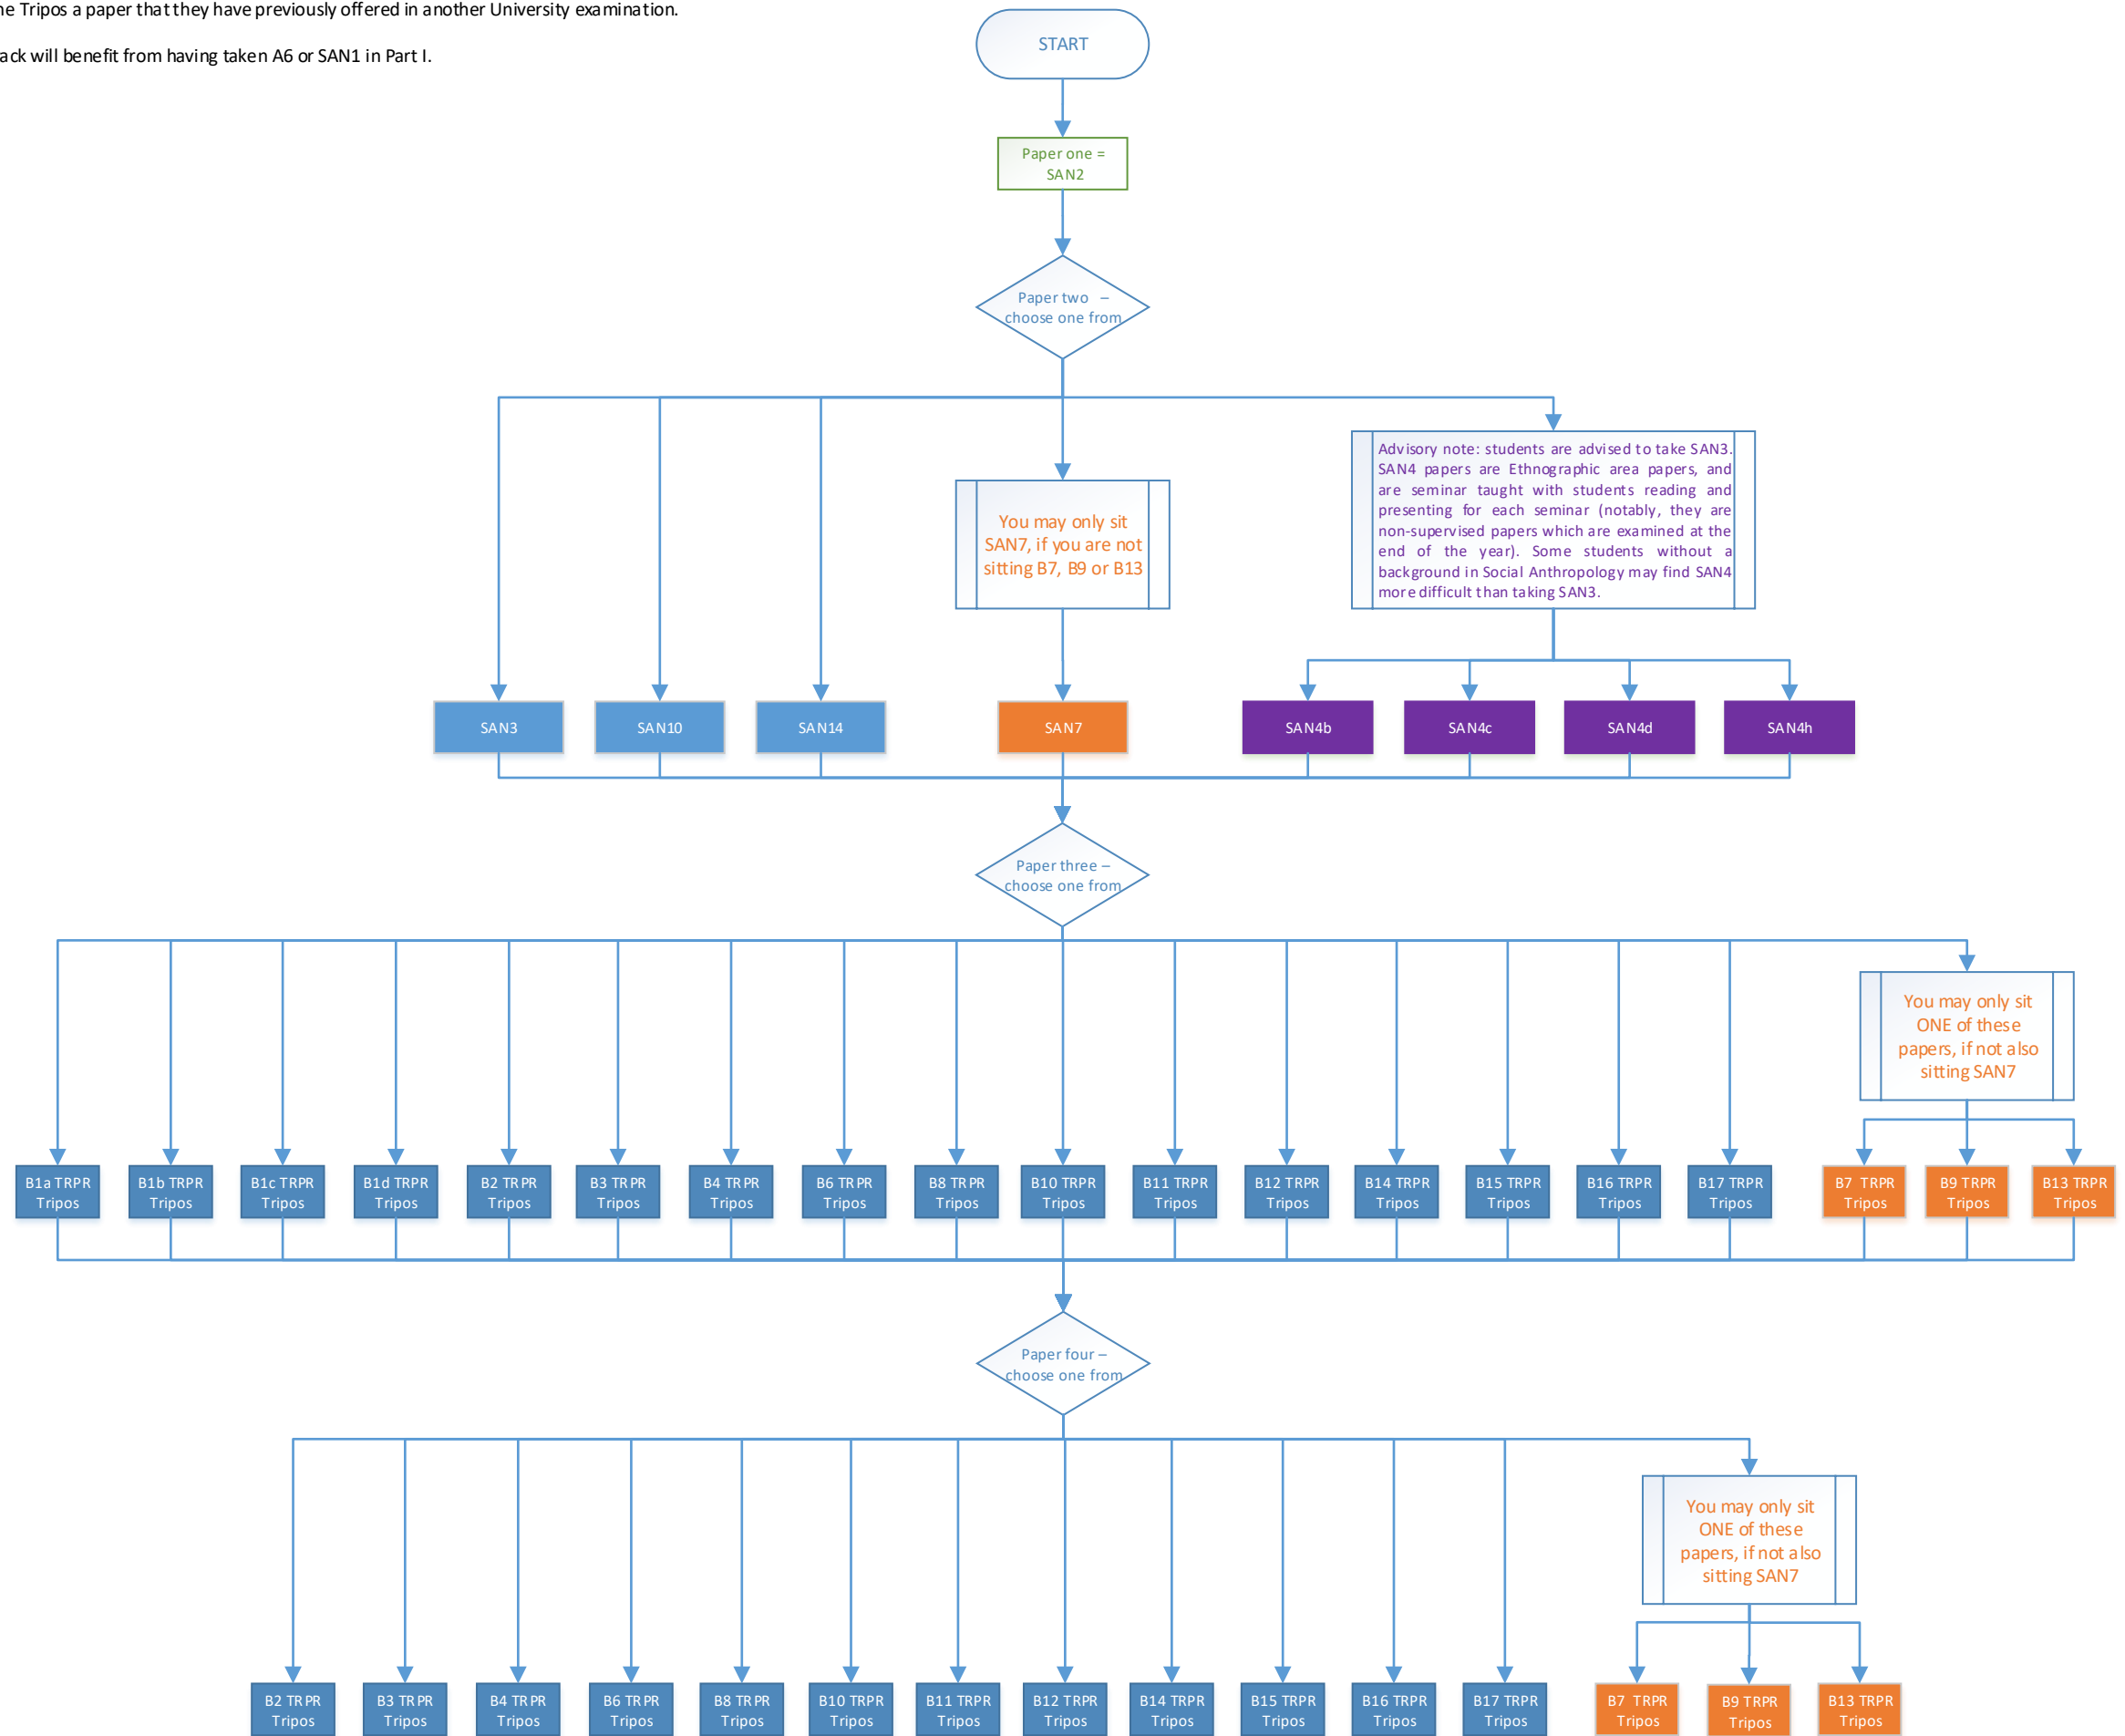 ne Tripos a paper that they have previously offered in another University examination.
ack will benefit from having taken A6 or SAN1 in Part I.
START
Paper one =
SAN2
Paper two –
choose one from
Advisory note: students are advised to take SAN3.
SAN4 papers are Ethnographic area papers, and
are seminar taught with students reading and
presenting for each seminar (notably, they are
non-supervised papers which are examined at the
end of the year). Some students without a
background in Social Anthropology may find SAN4
more difficult than taking SAN3.
You may only sit
SAN7, if you are not
sitting B7, B9 or B13
SAN3
SAN10
SAN14
SAN7
SAN4b
SAN4c
SAN4d
SAN4h
Paper three –
choose one from
You may only sit
ONE of these
papers, if not also
sitting SAN7
B1a TRPR
Tripos
B1b TRPR
Tripos
B1c TRPR
Tripos
B1d TRPR
Tripos
B2 TRPR
Tripos
B3 TRPR
Tripos
B4 TRPR
Tripos
B6 TRPR
Tripos
B8 TRPR
Tripos
B10 TRPR
Tripos
B11 TRPR
Tripos
B12 TRPR
Tripos
B14 TRPR
Tripos
B15 TRPR
Tripos
B16 TRPR
Tripos
B17 TRPR
Tripos
B7 TRPR
Tripos
B9 TRPR
Tripos
B13 TRPR
Tripos
Paper four –
choose one from
You may only sit
ONE of these
papers, if not also
sitting SAN7
B2 TRPR
Tripos
B3 TRPR
Tripos
B4 TRPR
Tripos
B6 TRPR
Tripos
B8 TRPR
Tripos
B10 TRPR
Tripos
B11 TRPR
Tripos
B12 TRPR
Tripos
B14 TRPR
Tripos
B15 TRPR
Tripos
B16 TRPR
Tripos
B17 TRPR
Tripos
B7 TRPR
Tripos
B9 TRPR
Tripos
B13 TRPR
Tripos